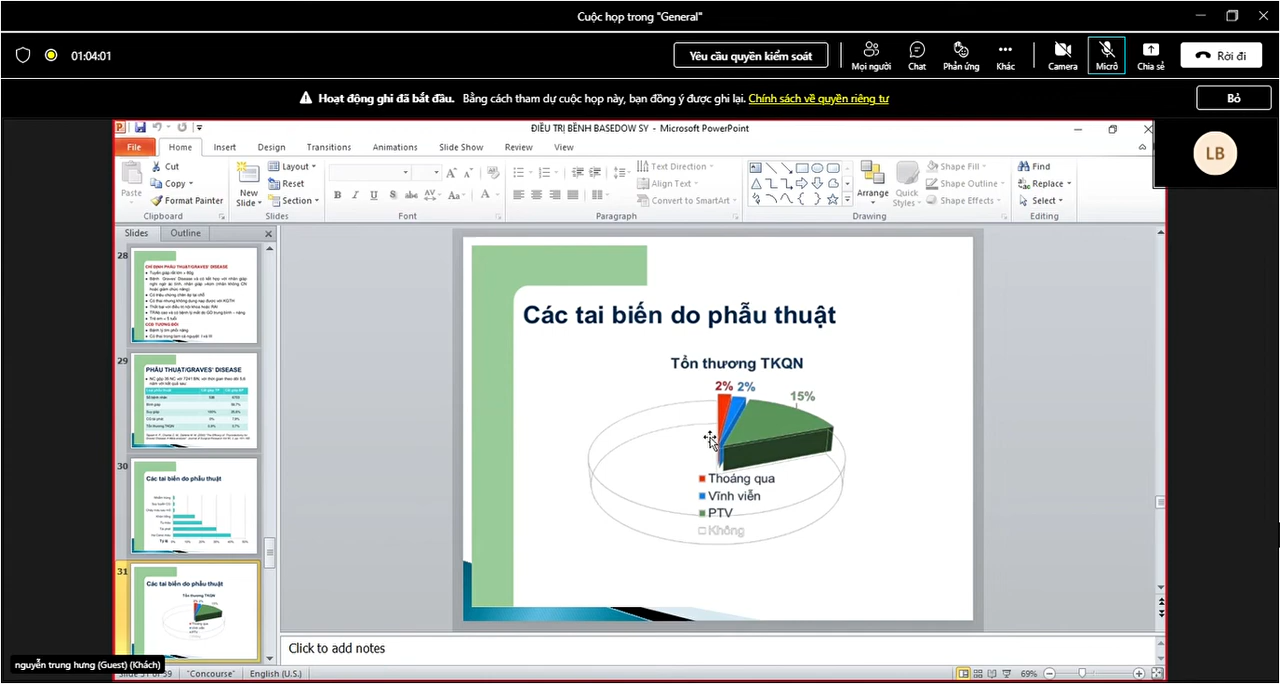 Cuộc họp trong "General"
01:04:01
Yêu cầu quyền kiểm soát
Mọi người
Chat
Phản ứng
Khác
Camera
Micrô
Chia sẻ
Rời đi
Hoạt động ghi đã bắt đầu. Bằng cách tham dự cuộc họp này, bạn đồng ý được ghi lại. Chính sách về quyền riêng tư
Bỏ
LB
ĐIỀU TRỊ BỆNH BASEDOW SY - Microsoft PowerPoint
File Home Insert Design Transitions Animations Slide Show Review View
Paste
Cut
Copy
Format Painter
Clipboard
New Slide
Layout
Reset
Section
Slides
B I U S abc AV Aa A
Font
Text Direction
Align Text
Convert to SmartArt
Paragraph
Arrange
Quick Styles
Shape Fill
Shape Outline
Shape Effects
Drawing
Find
Replace
Select
Editing
Slides Outline
28
CHỈ ĐỊNH PHẪU THUẬT/GRAVES' DISEASE
29
PHẪU THUẬT/GRAVES' DISEASE
30
Các tai biến do phẫu thuật
31
Các tai biến do phẫu thuật
Tổn thương TKQN
Các tai biến do phẫu thuật
Tổn thương TKQN
2% 2%
15%
Thoáng qua
Vĩnh viễn
PTV
Không
Click to add notes
nguyễn trung hưng (Guest) (Khách)
Slide 31 of 39 "Concourse" English (U.S.)
69%